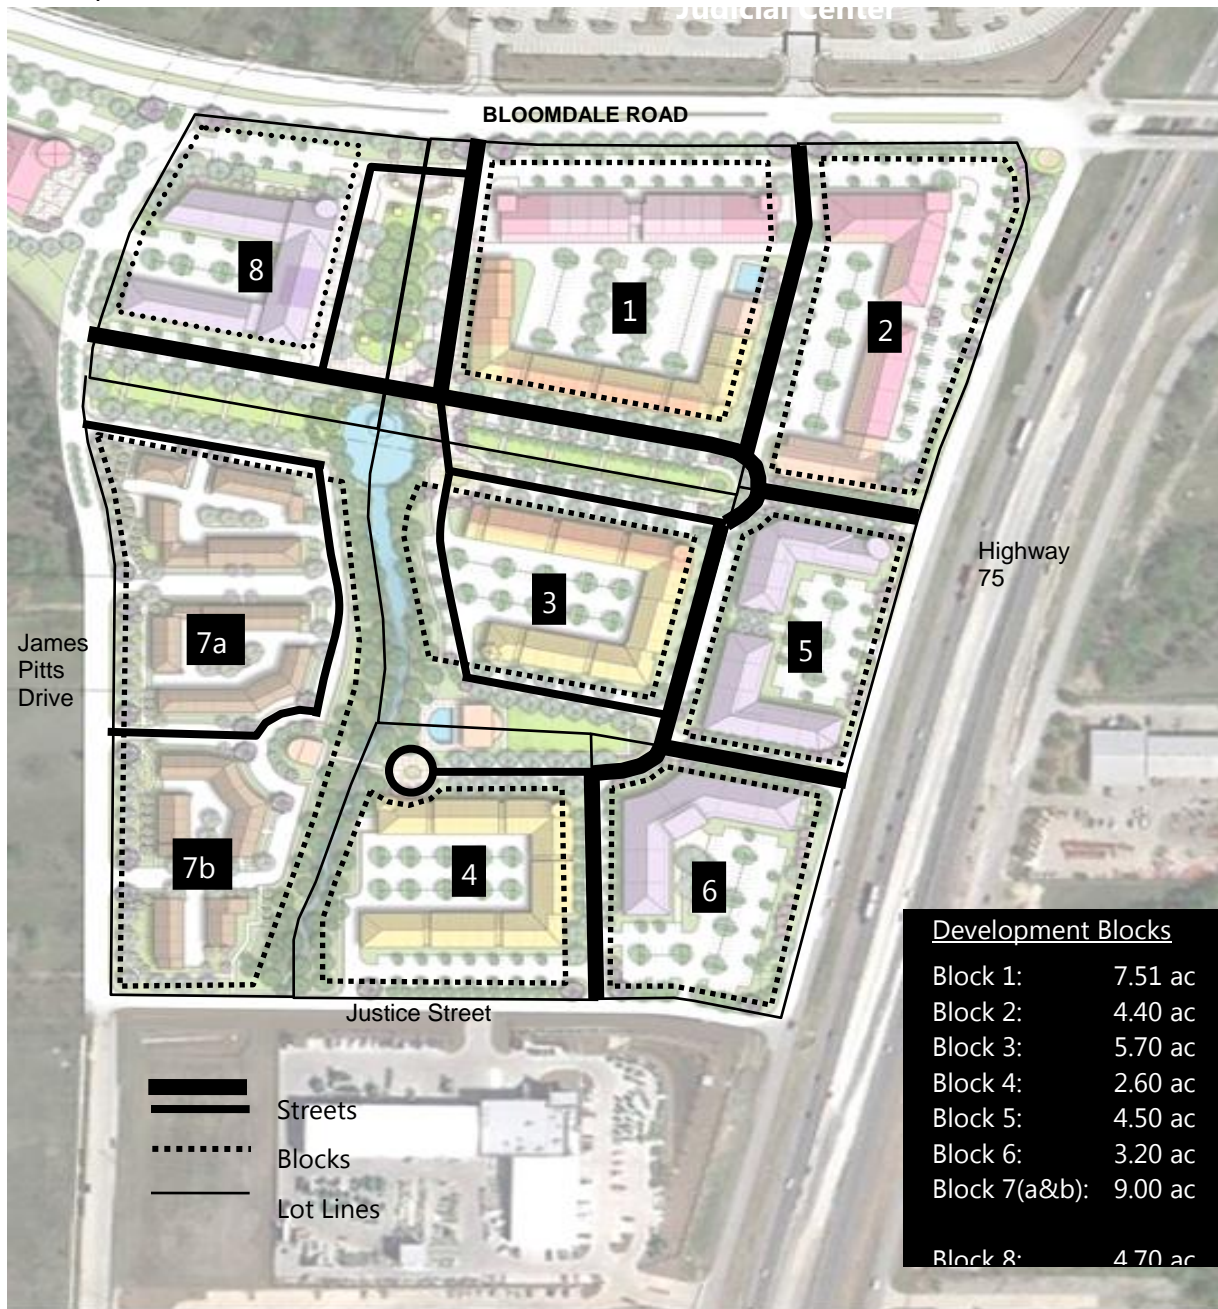 Judicial Center
BLOOMDALE ROAD
8
1
2
Highway
75
3
7a
5
James
Pitts
Drive
7b
4
6
Development Blocks
Block 1: 7.51 ac
Block 2: 4.40 ac
Block 3: 5.70 ac
Block 4: 2.60 ac
Block 5: 4.50 ac
Block 6: 3.20 ac
Block 7(a&b): 9.00 ac
Block 8: 4.70 ac
Justice Street
Streets
Blocks
Lot Lines